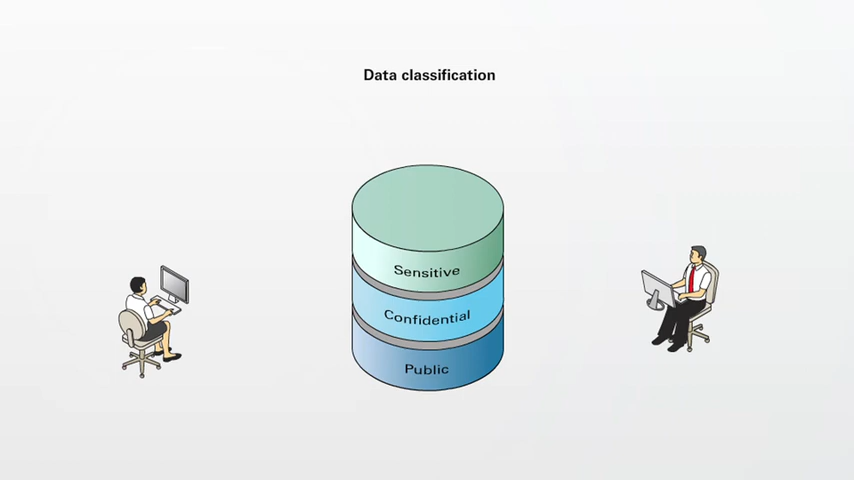 Data classification
Sensitive
Confidential
Public